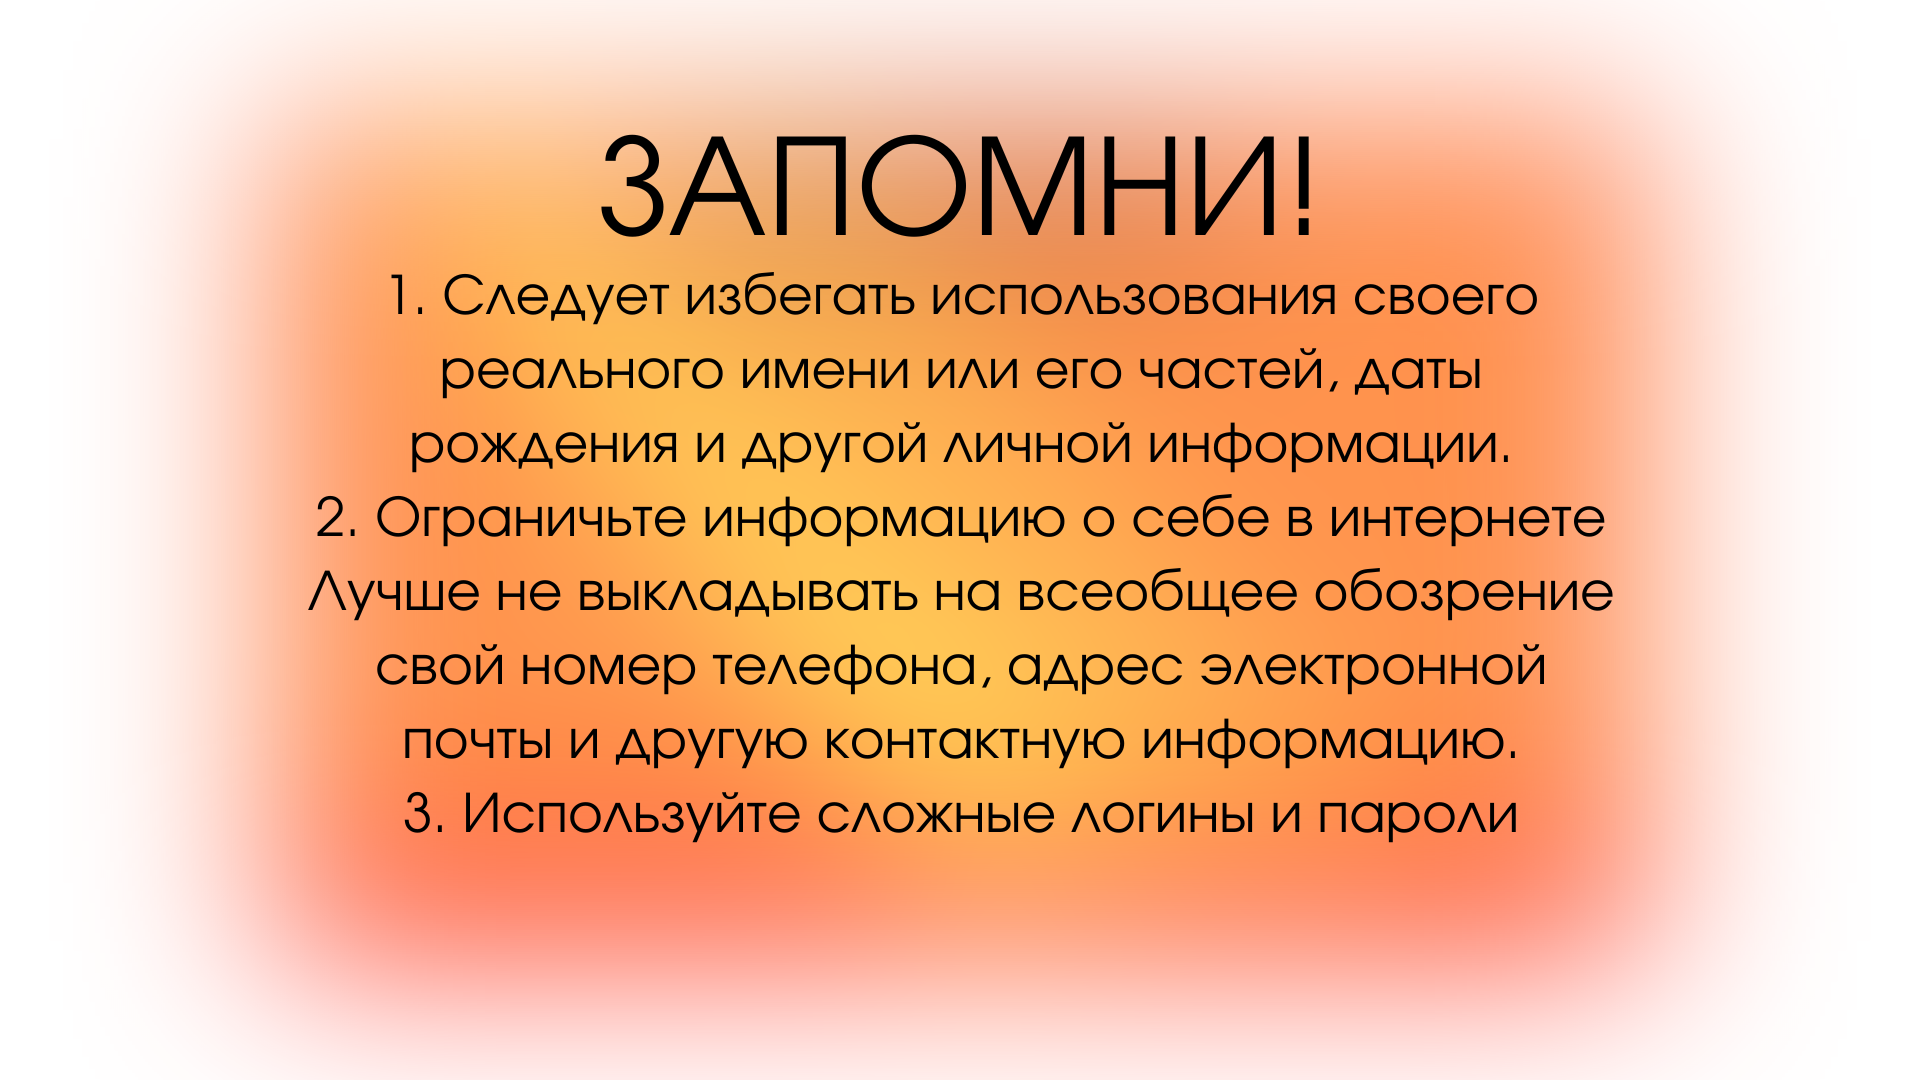 ЗАПОМНИ!
1. Следует избегать использования своего
реального имени или его частей, даты
рождения и другой личной информации.
2. Ограничьте информацию о себе в интернете
Лучше не выкладывать на всеобщее обозрение
свой номер телефона, адрес электронной
почты и другую контактную информацию.
3. Используйте сложные логины и пароли